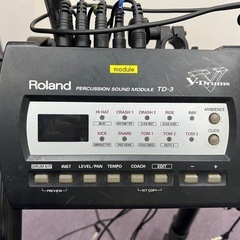 module
Roland
PERCUSSION SOUND MODULE TD-3
V-Drums
HI-HAT CRASH 1 CRASH 2 RIDE RIM
AMBIENCE
KICK SNARE TOM 1 TOM 2 TOM 3
CLICK
DRUM KIT INST LEVEL/PAN TEMPO COACH EDIT
PREVIEW
KIT COPY